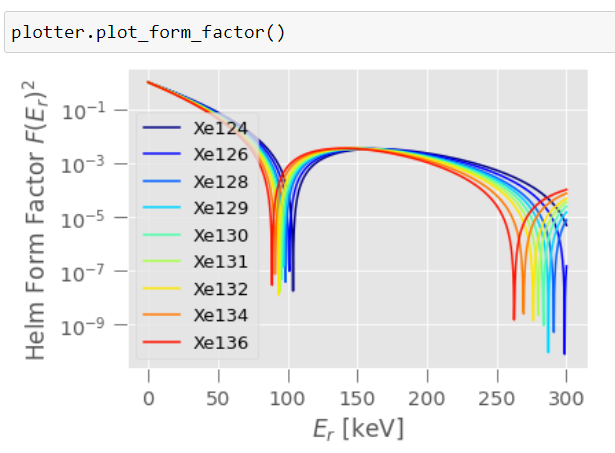 plotter.plot_form_factor()
Helm Form Factor F(E_r)^2
10^{-1}
10^{-3}
10^{-5}
10^{-7}
10^{-9}
Xe124
Xe126
Xe128
Xe129
Xe130
Xe131
Xe132
Xe134
Xe136
0 50 100 150 200 250 300
E_r [keV]